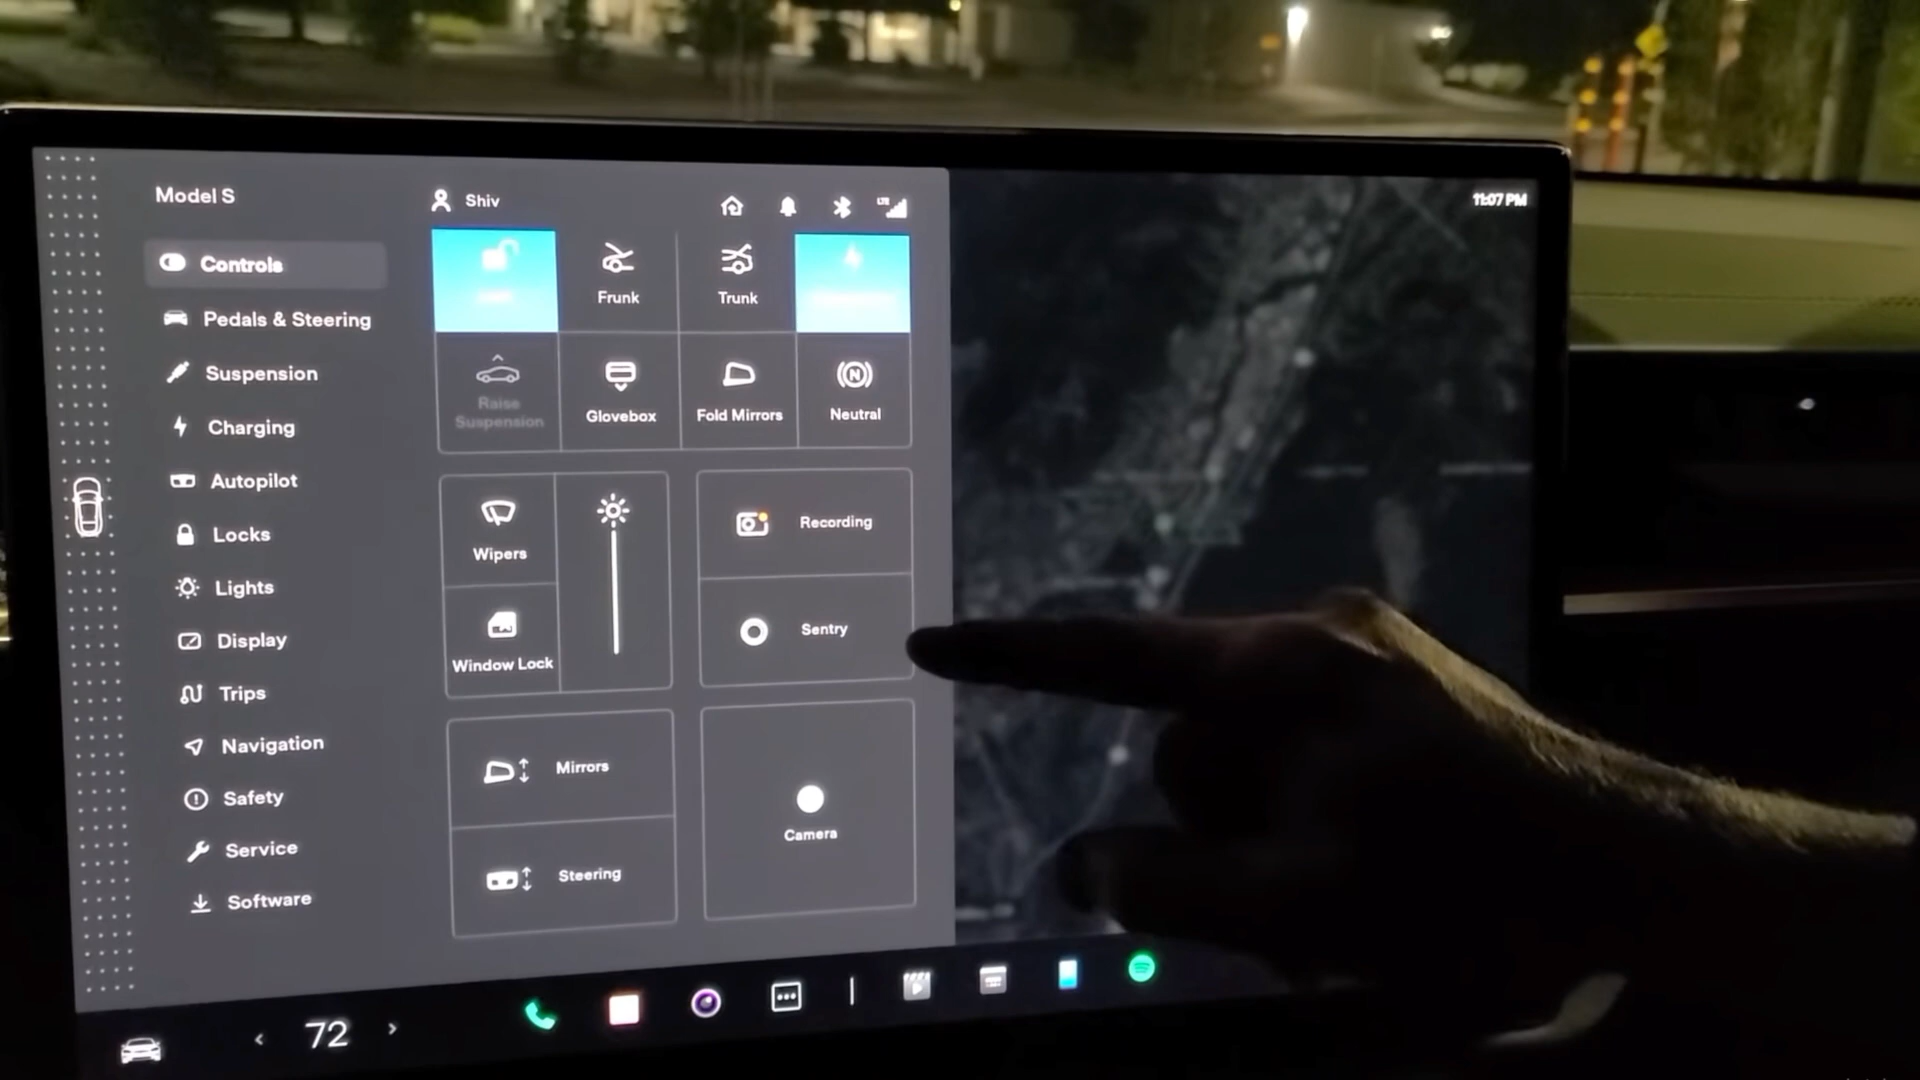 Model S
Shiv
LTE
11:07 PM
Controls
Frunk
Trunk
Pedals & Steering
Suspension
Raise
Suspension
Glovebox
Fold Mirrors
N
Neutral
Charging
Autopilot
Locks
Wipers
Recording
Lights
Window Lock
Sentry
Display
Trips
Navigation
Mirrors
Safety
Camera
Service
Steering
Software
72